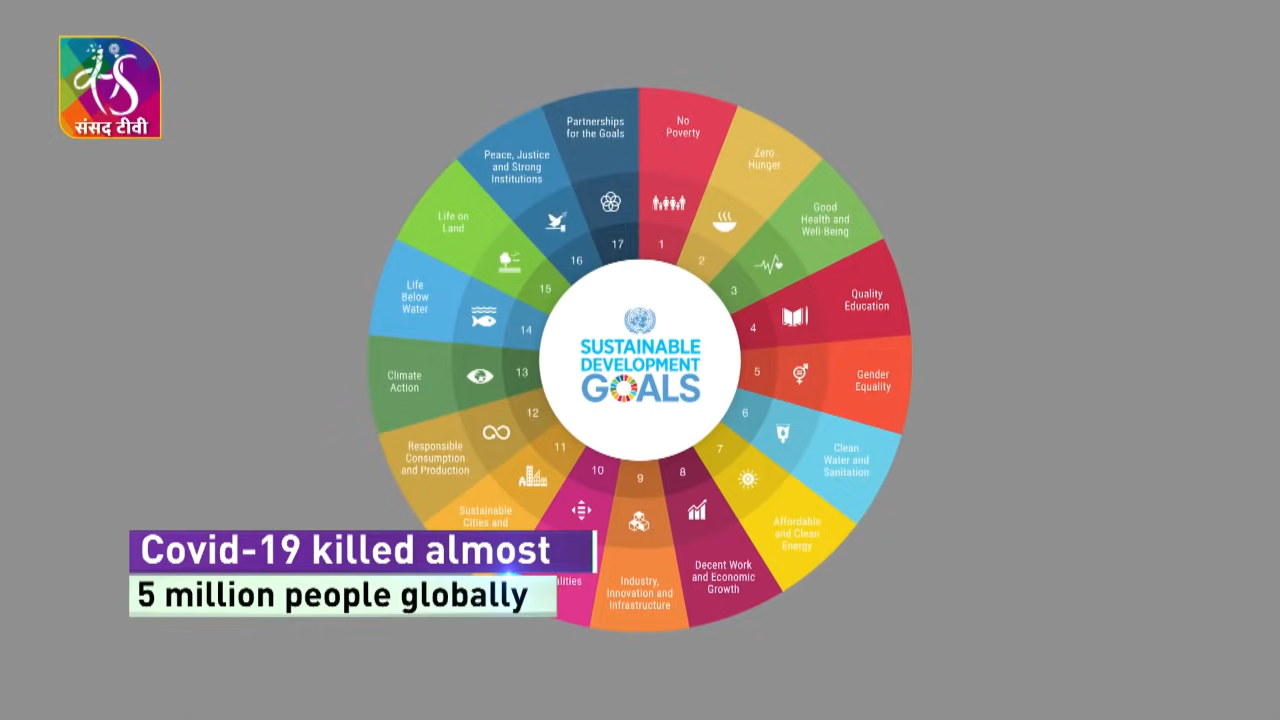 संसद टीवी
Partnerships
for the Goals
17
No
Poverty
1
Zero
Hunger
2
Good
Health and
Well-Being
3
Quality
Education
4
Gender
Equality
5
Clean
Water and
Sanitation
6
Affordable
and Clean
Energy
7
Decent Work
and Economic
Growth
8
Industry,
Innovation and
Infrastructure
9
alities
10
Sustainable
Cities and
11
Responsible
Consumption
and Production
12
Climate
Action
13
Life
Below
Water
14
Life on
Land
15
Peace, Justice
and Strong
Institutions
16
SUSTAINABLE
DEVELOPMENT
GOALS
Covid-19 killed almost
5 million people globally